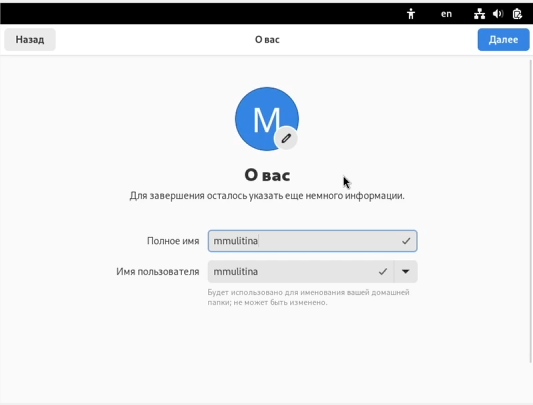 en
Назад
О вас
Далее
M
О вас
Для завершения осталось указать еще немного информации.
Полное имя
mmulitina
Имя пользователя
mmulitina
Будет использовано для именования вашей домашней
папки; не может быть изменено.